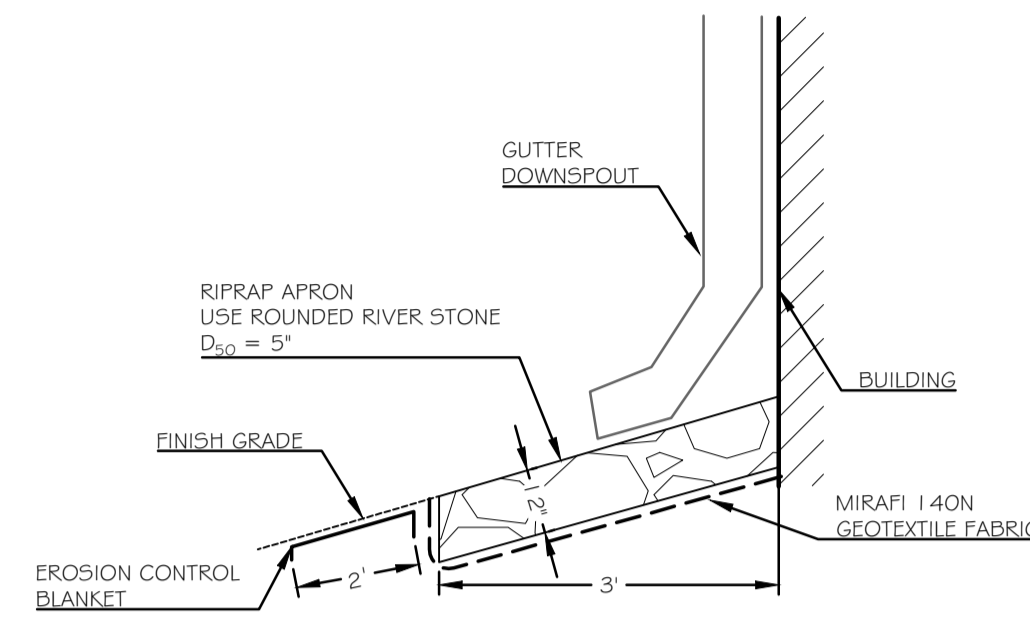 GUTTER
DOWNSPOUT
RIPRAP APRON
USE ROUNDED RIVER STONE
D50 = 5"
BUILDING
FINISH GRADE
12"
MIRAFI 140N
GEOTEXTILE FABRIC
EROSION CONTROL
BLANKET
2'
3'